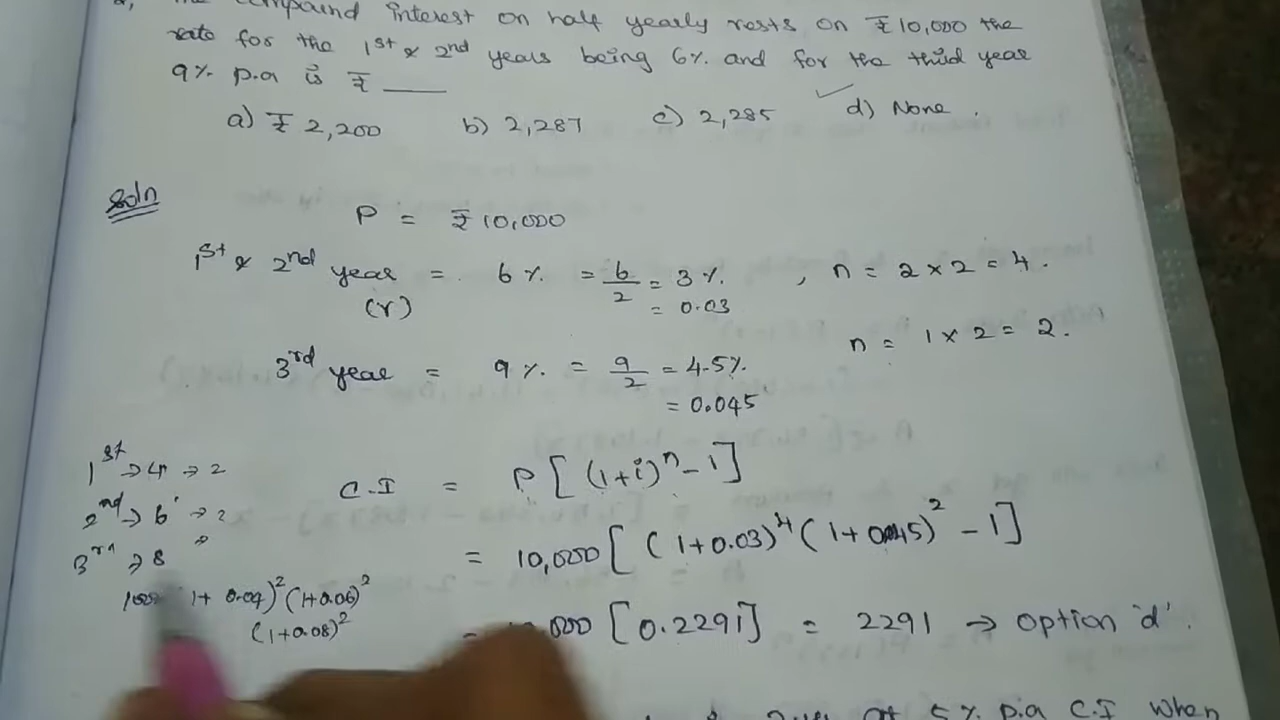 compound interest on half yearly rests on ₹ 10,000 the
rate for the 1st & 2nd years being 6% and for the third year
9% p.a is ₹ ____
a) ₹ 2,200 b) 2,287 c) 2,285 d) None .
Soln
P = ₹ 10,000
1st & 2nd year = 6 % = 6/2 = 3 %. , n = 2 x 2 = 4 .
(r) = 0.03
n = 1 x 2 = 2 .
3rd year = 9 %. = 9/2 = 4.5%.
= 0.045
1st → 4 → 2
C.I = P [ (1+i)^n - 1 ]
2nd → 6 → 2
= 10,000 [ (1+0.03)^4 (1+0.045)^2 - 1 ]
3rd → 8
1+ 0.04)^2 (1+0.06)^2
(1+0.08)^2
= 000 [ 0.2291 ] = 2291 → option 'd' .
5 % p.a C.I when